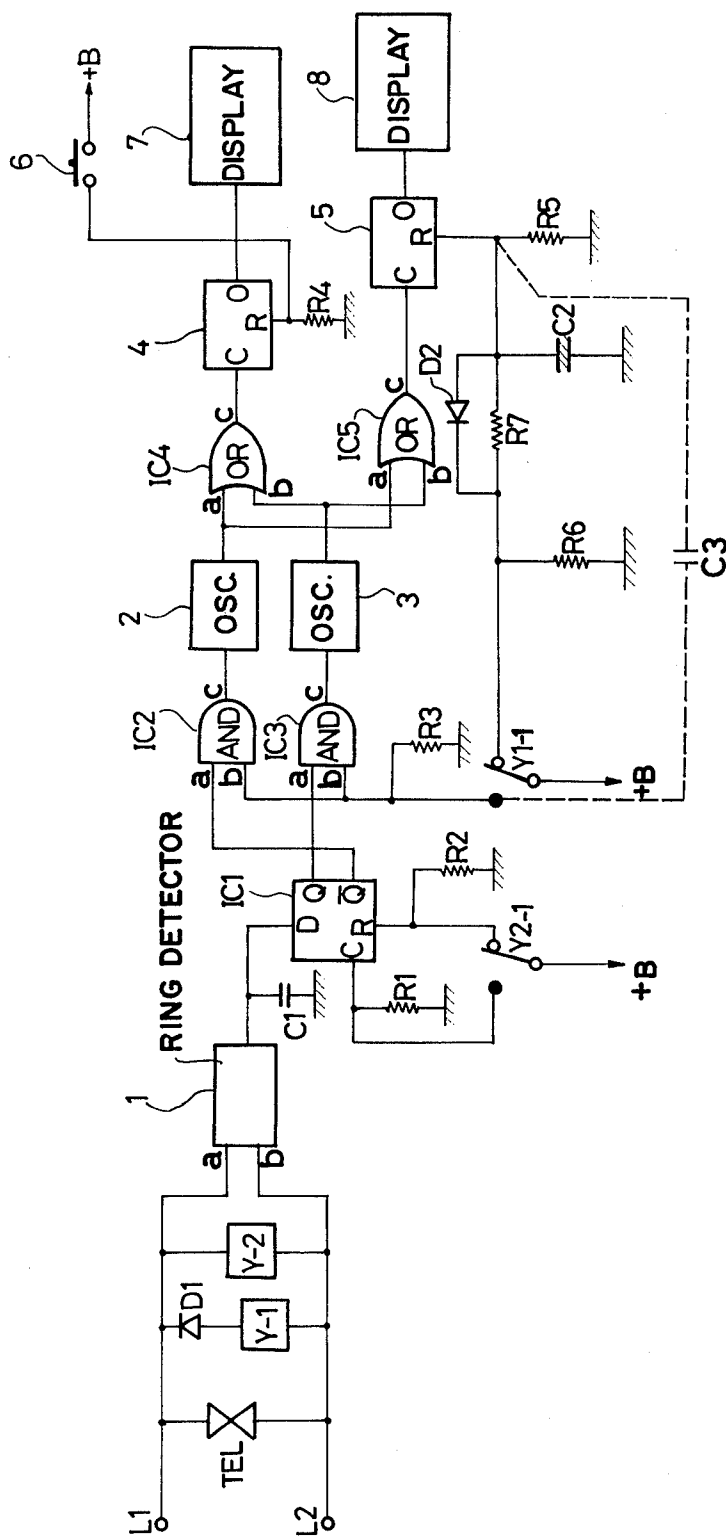 L1
L2
TEL
D1
Y-1
Y-2
a
b
1
RING DETECTOR
C1
IC1
D
Q
Q̅
C
R
R1
R2
Y2-1
+B
IC2
a
b
AND
c
IC3
a
b
AND
c
R3
Y1-1
+B
2
OSC.
3
OSC.
R6
C3
IC4
a
b
OR
c
IC5
a
b
OR
c
D2
R7
C2
4
C
O
R
R4
5
C
O
R
R5
6
+B
7
DISPLAY
8
DISPLAY